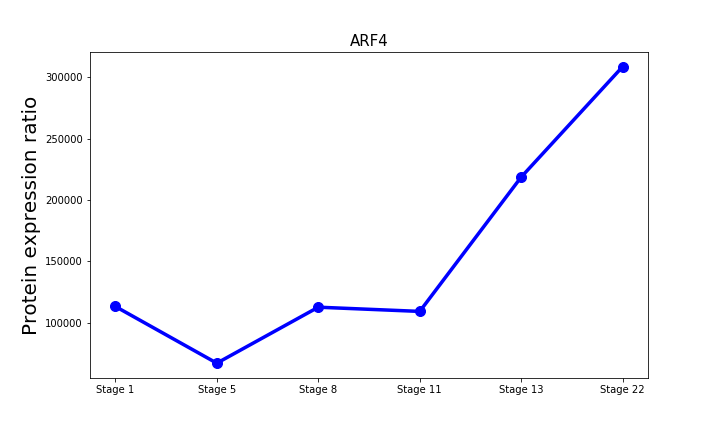 ARF4
Protein expression ratio
300000
250000
200000
150000
100000
Stage 1 Stage 5 Stage 8 Stage 11 Stage 13 Stage 22